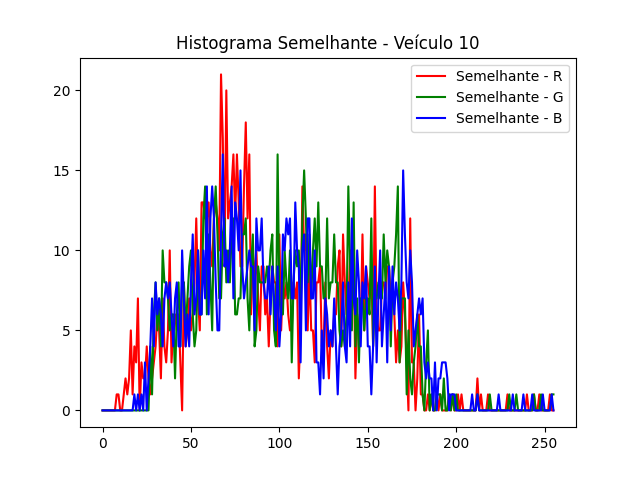 Histograma Semelhante - Veículo 10
Semelhante - R
Semelhante - G
Semelhante - B
20
15
10
5
0
0 50 100 150 200 250